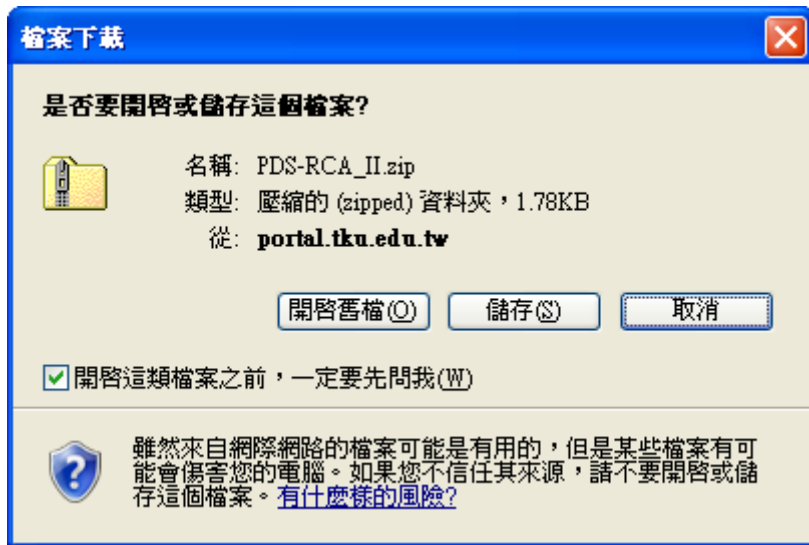 檔案下載
是否要開啓或儲存這個檔案?
名稱: PDS-RCA_II.zip
類型: 壓縮的 (zipped) 資料夾，1.78KB
從: portal.tku.edu.tw
開啓舊檔(O) 儲存(S) 取消
開啓這類檔案之前，一定要先問我(W)
雖然來自網際網路的檔案可能是有用的，但是某些檔案有可
能會傷害您的電腦。如果您不信任其來源，請不要開啓或儲
存這個檔案。有什麼樣的風險?